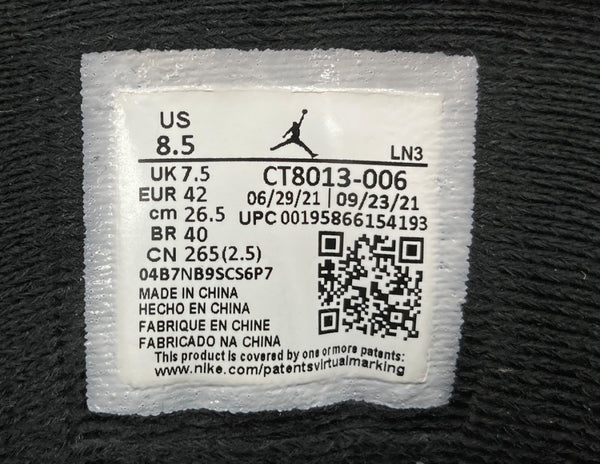 US
8.5
LN3
UK 7.5
EUR 42
cm 26.5
BR 40
CN 265(2.5)
CT8013-006
06/29/21 | 09/23/21
UPC 00195866154193
04B7NB9SCS6P7
MADE IN CHINA
HECHO EN CHINA
FABRIQUE EN CHINE
FABRICADO NA CHINA
This product is covered by one or more patents:
www.nike.com/patentsvirtualmarking